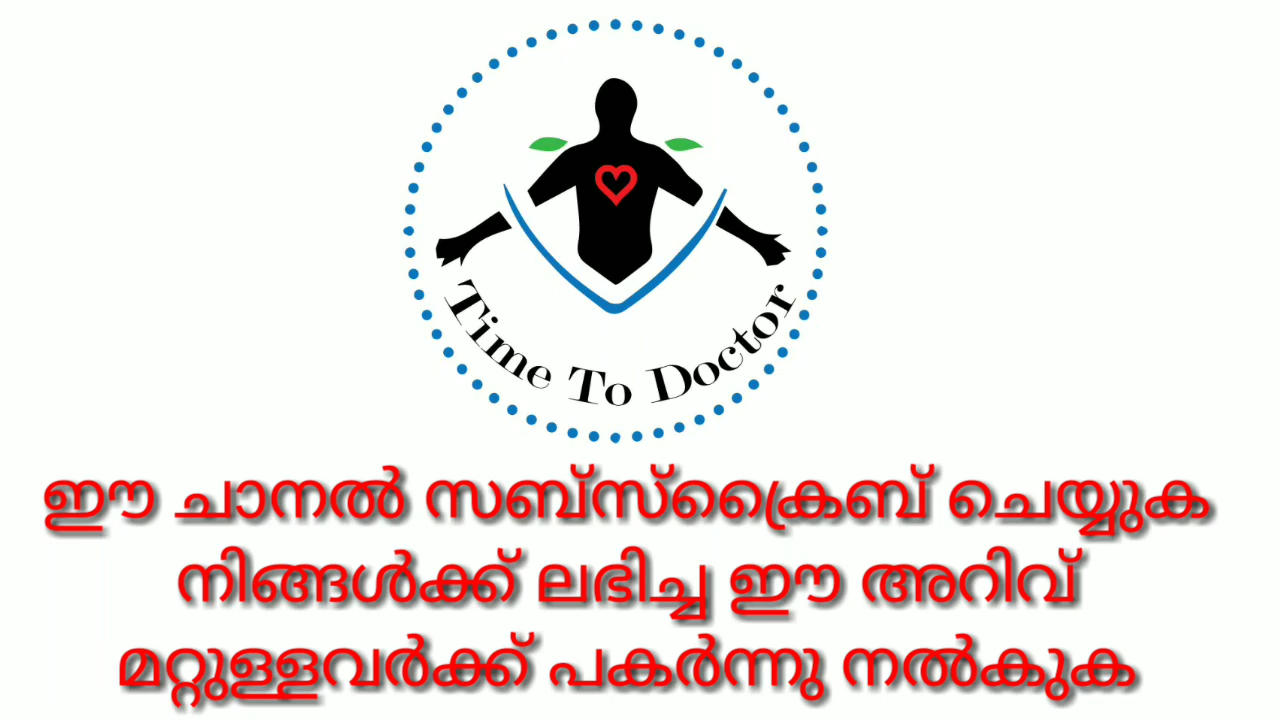 Time To Doctor
ഈ ചാനൽ സബ്സ്ക്രൈബ് ചെയ്യുക
നിങ്ങൾക്ക് ലഭിച്ച ഈ അറിവ്
മറ്റുള്ളവർക്ക് പകർന്നു നൽകുക